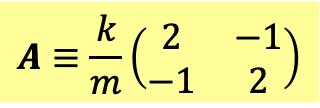 A ≡ k/m (2 -1
-1 2)